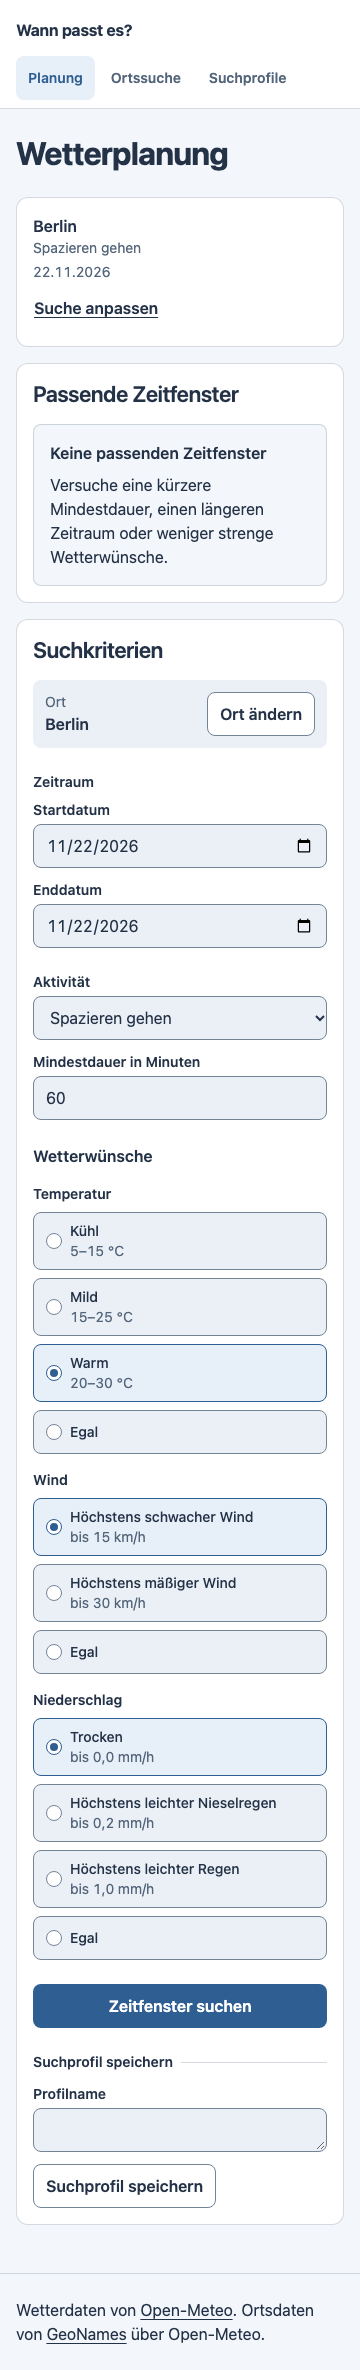 Wann passt es?
Planung Ortssuche Suchprofile
Wetterplanung
Berlin
Spazieren gehen
22.11.2026
Suche anpassen
Passende Zeitfenster
Keine passenden Zeitfenster
Versuche eine kürzere
Mindestdauer, einen längeren
Zeitraum oder weniger strenge
Wetterwünsche.
Suchkriterien
Ort
Berlin
Ort ändern
Zeitraum
Startdatum
11/22/2026
Enddatum
11/22/2026
Aktivität
Spazieren gehen
Mindestdauer in Minuten
60
Wetterwünsche
Temperatur
Kühl
5–15 °C
Mild
15–25 °C
Warm
20–30 °C
Egal
Wind
Höchstens schwacher Wind
bis 15 km/h
Höchstens mäßiger Wind
bis 30 km/h
Egal
Niederschlag
Trocken
bis 0,0 mm/h
Höchstens leichter Nieselregen
bis 0,2 mm/h
Höchstens leichter Regen
bis 1,0 mm/h
Egal
Zeitfenster suchen
Suchprofil speichern
Profilname
Suchprofil speichern
Wetterdaten von Open-Meteo. Ortsdaten
von GeoNames über Open-Meteo.